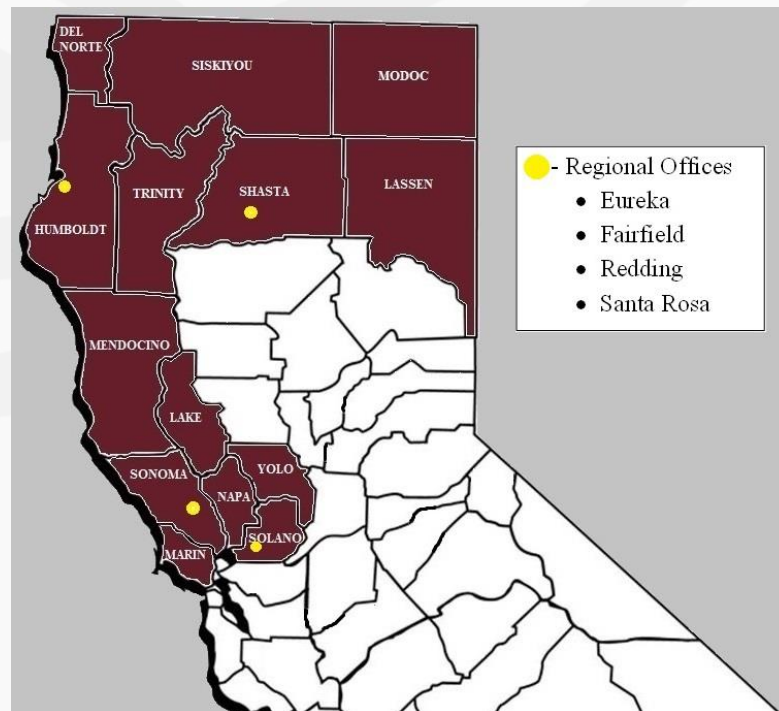 DEL
NORTE
SISKIYOU
MODOC
TRINITY
SHASTA
LASSEN
HUMBOLDT
MENDOCINO
LAKE
SONOMA
YOLO
NAPA
SOLANO
MARIN
- Regional Offices
• Eureka
• Fairfield
• Redding
• Santa Rosa